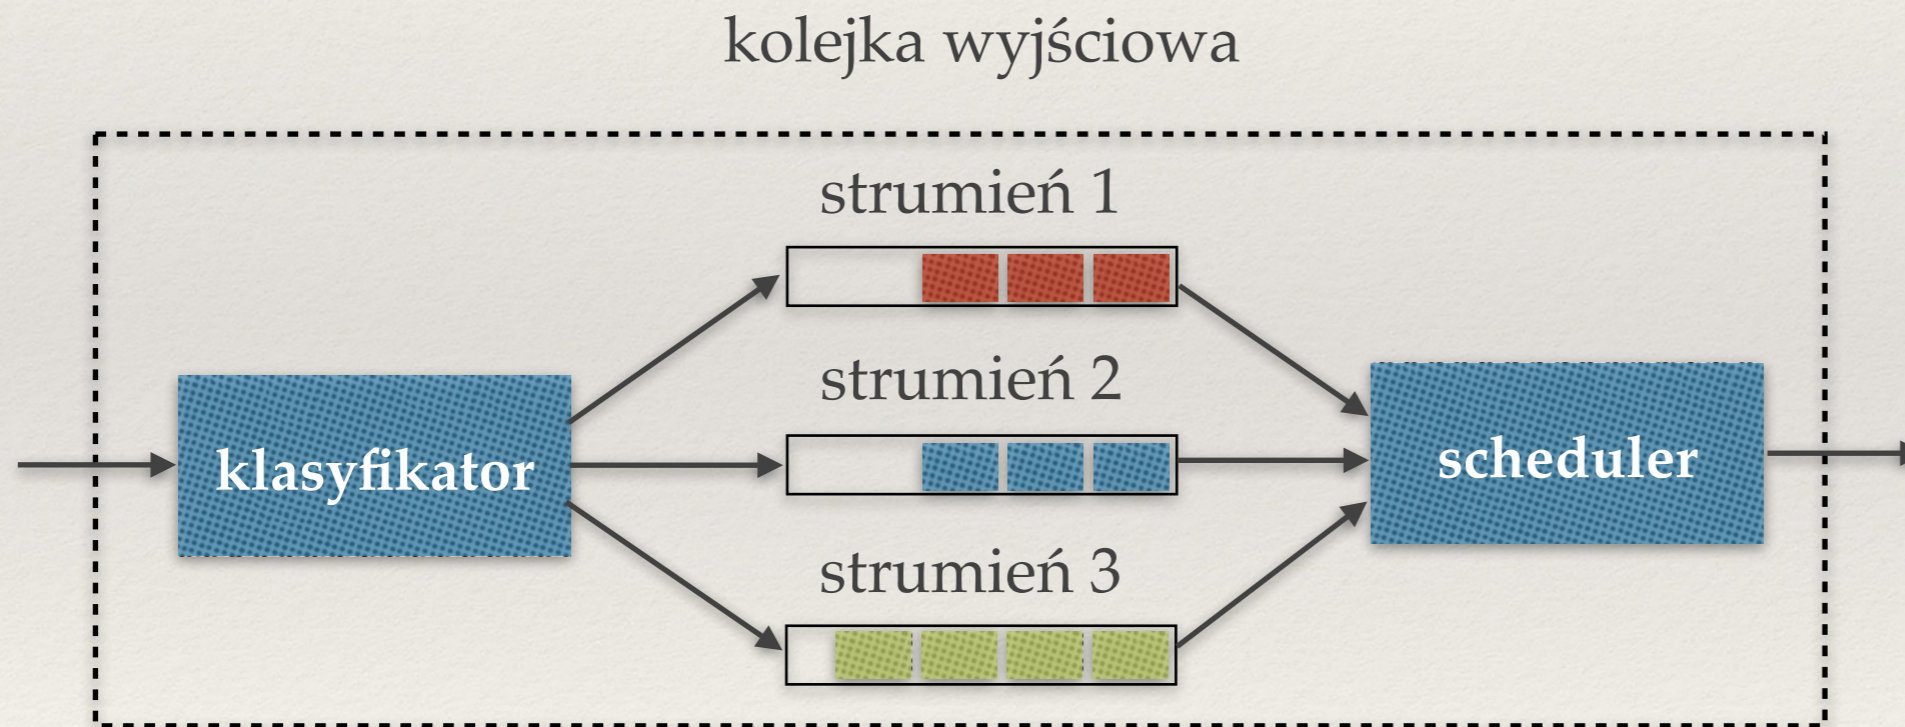 kolejka wyjściowa
strumień 1
strumień 2
klasyfikator
scheduler
strumień 3